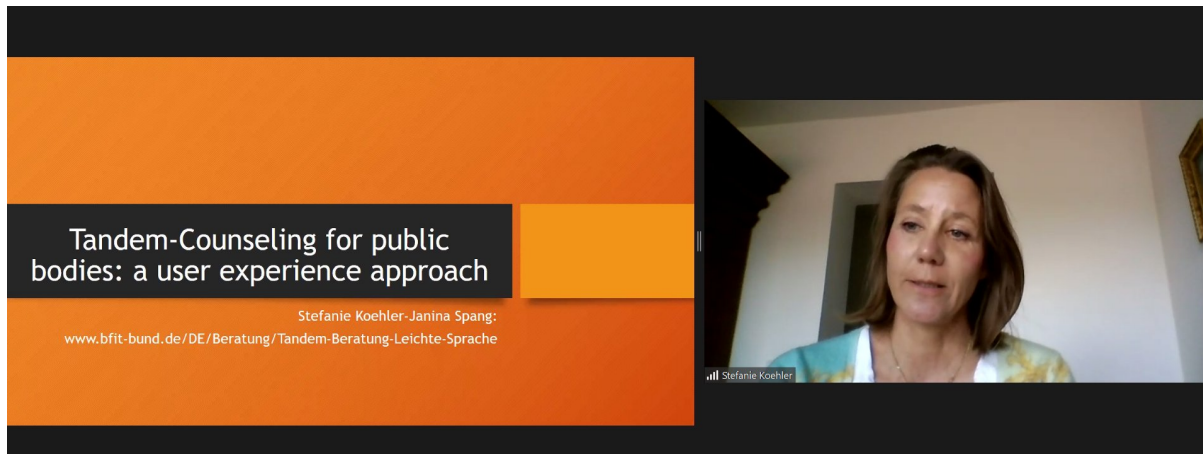 Tandem-Counseling for public
bodies: a user experience approach
Stefanie Koehler-Janina Spang:
www.bfit-bund.de/DE/Beratung/Tandem-Beratung-Leichte-Sprache
Stefanie Koehler